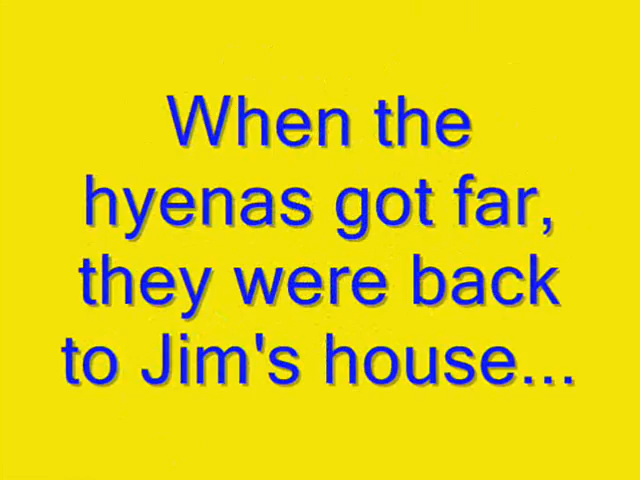 When the
hyenas got far,
they were back
to Jim's house...